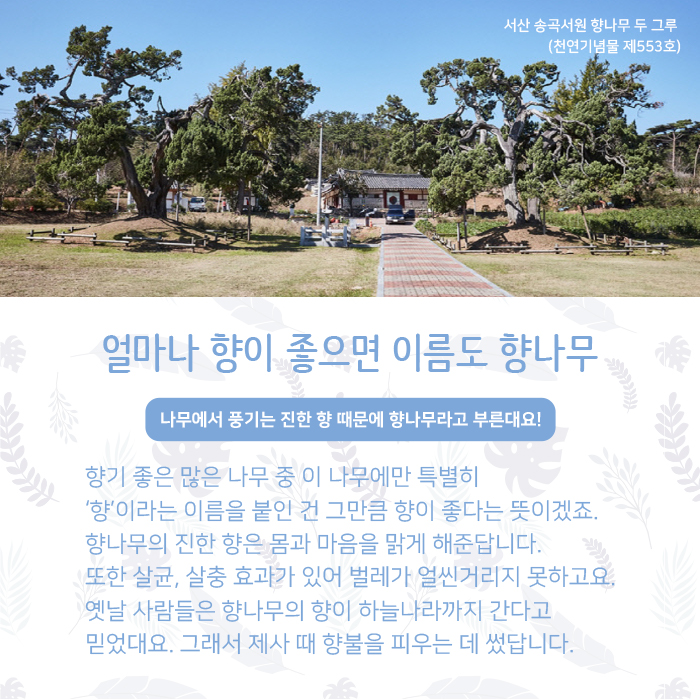 서산 송곡서원 향나무 두 그루
(천연기념물 제553호)
얼마나 향이 좋으면 이름도 향나무
나무에서 풍기는 진한 향 때문에 향나무라고 부른대요!
향기 좋은 많은 나무 중 이 나무에만 특별히
‘향’이라는 이름을 붙인 건 그만큼 향이 좋다는 뜻이겠죠.
향나무의 진한 향은 몸과 마음을 맑게 해준답니다.
또한 살균, 살충 효과가 있어 벌레가 얼씬거리지 못하고요.
옛날 사람들은 향나무의 향이 하늘나라까지 간다고
믿었대요. 그래서 제사 때 향불을 피우는 데 썼답니다.